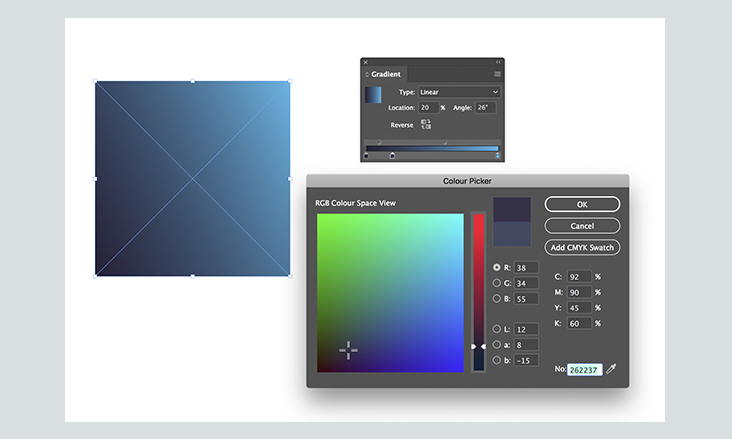 Gradient
Type: Linear
Location: 20 % Angle: 26°
Reverse
Colour Picker
RGB Colour Space View
OK
Cancel
Add CMYK Swatch
R: 38
G: 34
B: 55
L: 12
a: 8
b: -15
C: 92 %
M: 90 %
Y: 45 %
K: 60 %
No: 262237